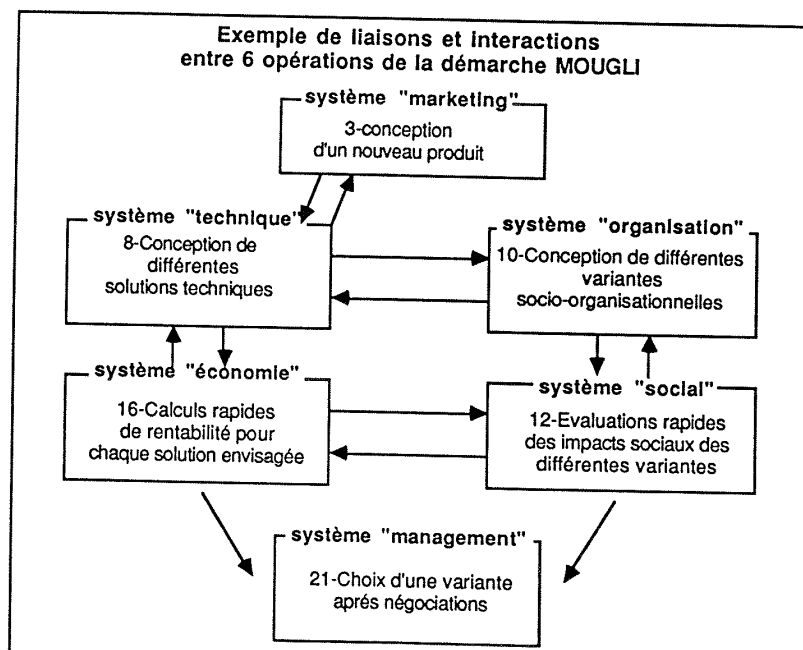 Exemple de liaisons et interactions
entre 6 opérations de la démarche MOUGLI
système "marketing"
3-conception
d'un nouveau produit
système "technique"
8-Conception de
différentes
solutions techniques
système "organisation"
10-Conception de différentes
variantes
socio-organisationnelles
système "économie"
16-Calculs rapides
de rentabilité pour
chaque solution envisagée
système "social"
12-Evaluations rapides
des impacts sociaux des
différentes variantes
système "management"
21-Choix d'une variante
aprés négociations